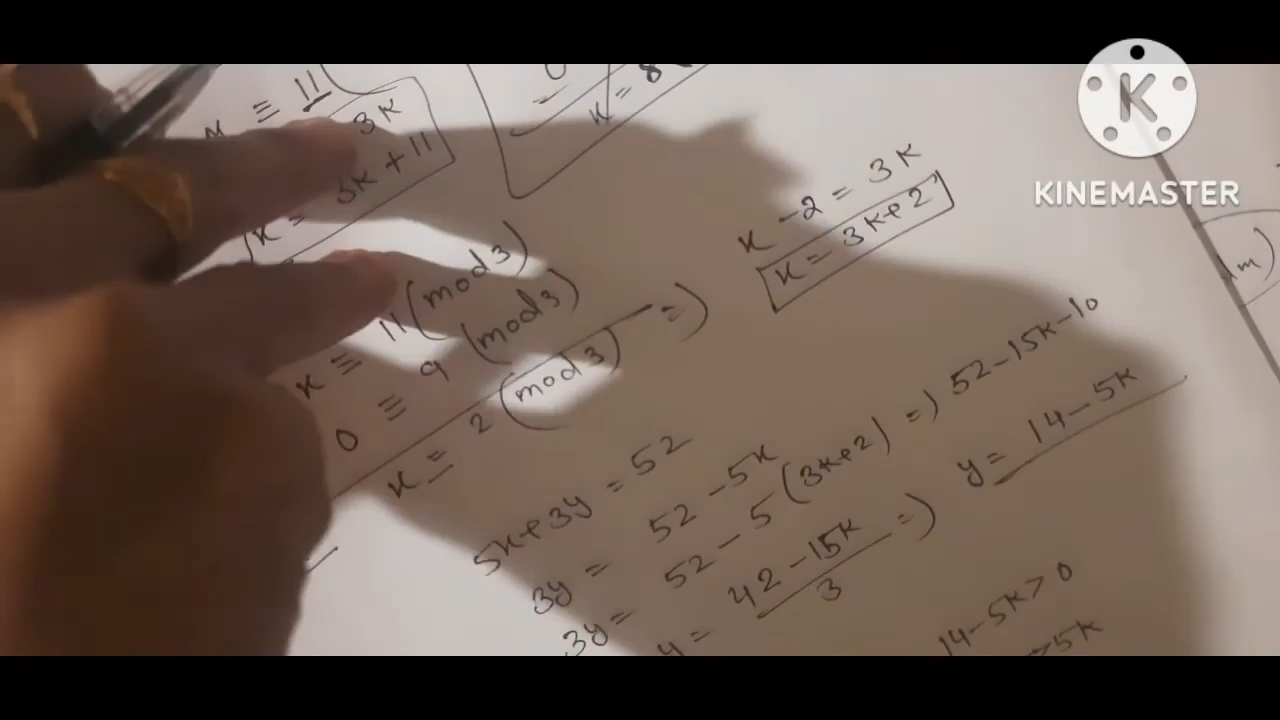 x ≡ 11(
3k
x = 3k + 11
x = 8
x ≡ 11 (mod 3)
0 ≡ 9 (mod 3)
x ≡ 2 (mod 3) =)
x - 2 = 3k
x = 3k+2
5x + 3y = 52
3y = 52 - 5x
3y = 52 - 5 (3k+2) =) 52 - 15k - 10
y = 42 - 15k / 3 =)
y = 14 - 5k
14 - 5k > 0
> 5k
m)
K
KINEMASTER